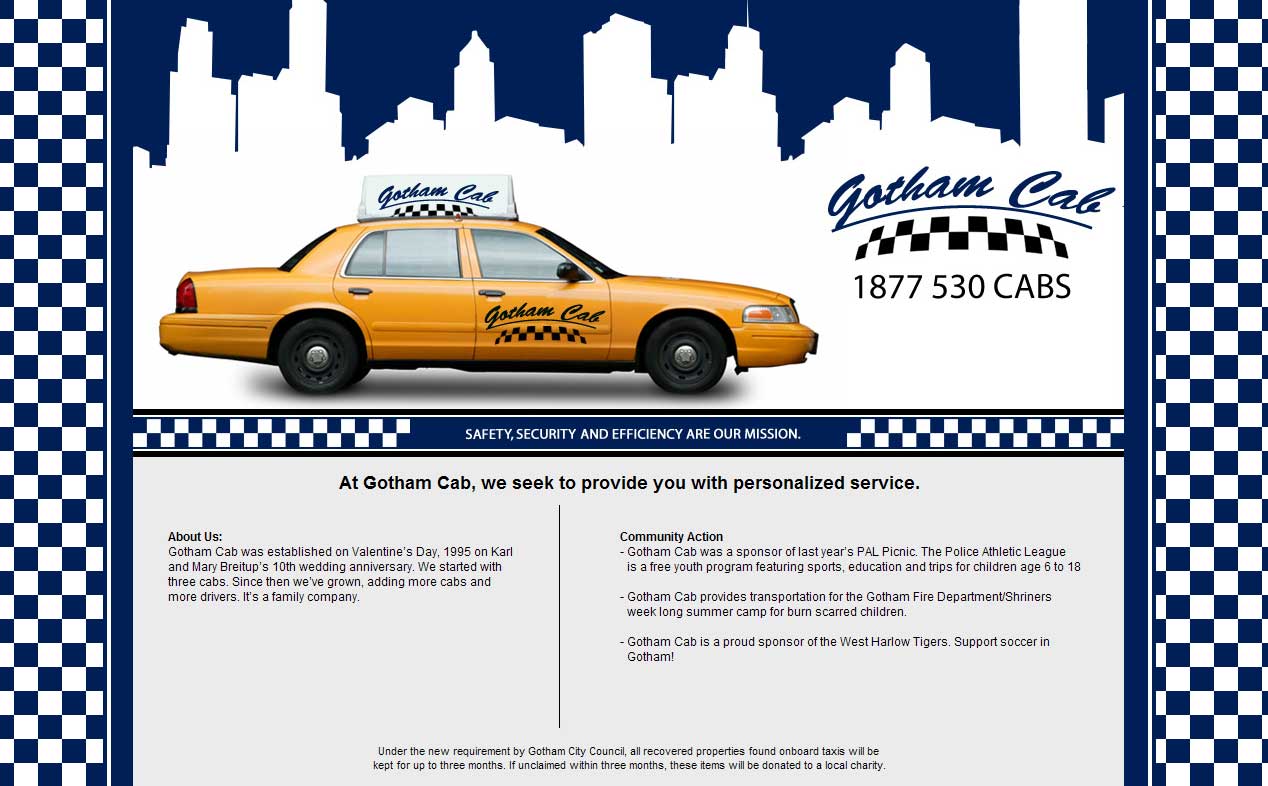 Gotham Cab
Gotham Cab
1877 530 CABS
Gotham Cab
SAFETY, SECURITY AND EFFICIENCY ARE OUR MISSION.
At Gotham Cab, we seek to provide you with personalized service.
About Us:
Gotham Cab was established on Valentine's Day, 1995 on Karl
and Mary Breitup's 10th wedding anniversary. We started with
three cabs. Since then we've grown, adding more cabs and
more drivers. It's a family company.
Community Action
- Gotham Cab was a sponsor of last year's PAL Picnic. The Police Athletic League
is a free youth program featuring sports, education and trips for children age 6 to 18
- Gotham Cab provides transportation for the Gotham Fire Department/Shriners
week long summer camp for burn scarred children.
- Gotham Cab is a proud sponsor of the West Harlow Tigers. Support soccer in
Gotham!
Under the new requirement by Gotham City Council, all recovered properties found onboard taxis will be
kept for up to three months. If unclaimed within three months, these items will be donated to a local charity.